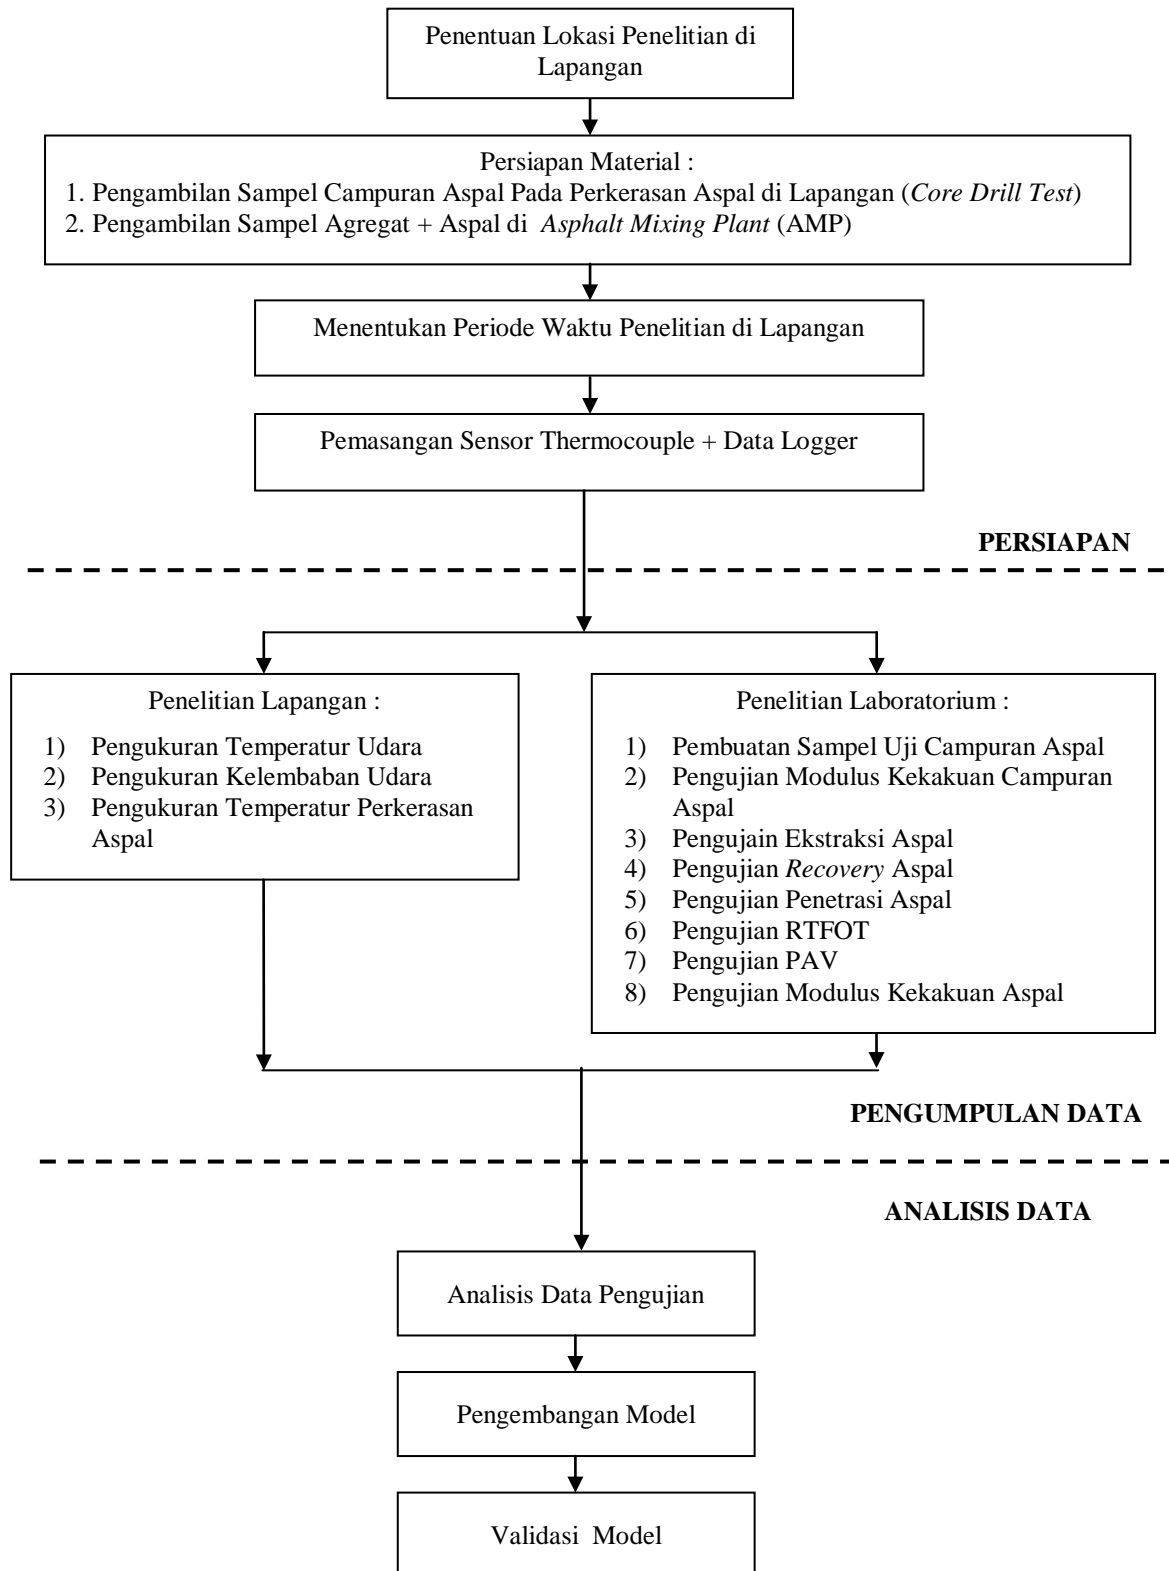 Penentuan Lokasi Penelitian di
Lapangan
Persiapan Material :
1. Pengambilan Sampel Campuran Aspal Pada Perkerasan Aspal di Lapangan (Core Drill Test)
2. Pengambilan Sampel Agregat + Aspal di Asphalt Mixing Plant (AMP)
Menentukan Periode Waktu Penelitian di Lapangan
Pemasangan Sensor Thermocouple + Data Logger
PERSIAPAN
Penelitian Lapangan :
1) Pengukuran Temperatur Udara
2) Pengukuran Kelembaban Udara
3) Pengukuran Temperatur Perkerasan
Aspal
Penelitian Laboratorium :
1) Pembuatan Sampel Uji Campuran Aspal
2) Pengujian Modulus Kekakuan Campuran
Aspal
3) Pengujain Ekstraksi Aspal
4) Pengujian Recovery Aspal
5) Pengujian Penetrasi Aspal
6) Pengujian RTFOT
7) Pengujian PAV
8) Pengujian Modulus Kekakuan Aspal
PENGUMPULAN DATA
ANALISIS DATA
Analisis Data Pengujian
Pengembangan Model
Validasi Model